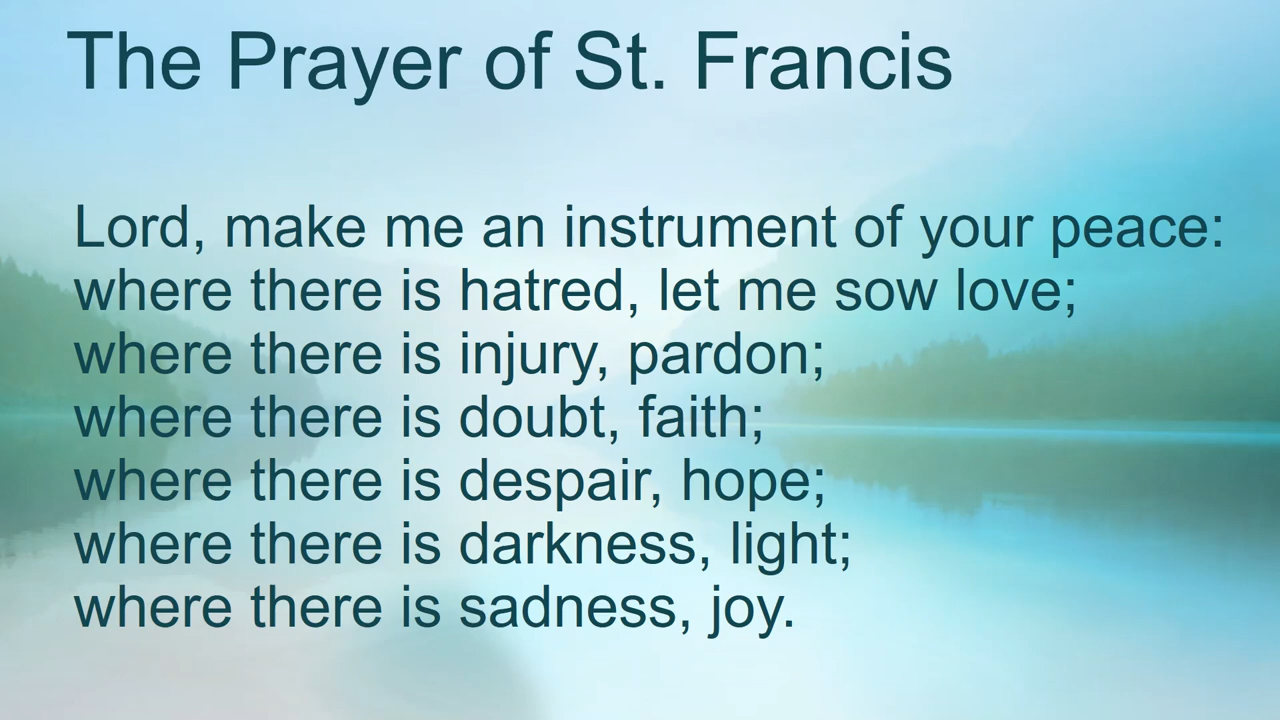 The Prayer of St. Francis
Lord, make me an instrument of your peace:
where there is hatred, let me sow love;
where there is injury, pardon;
where there is doubt, faith;
where there is despair, hope;
where there is darkness, light;
where there is sadness, joy.